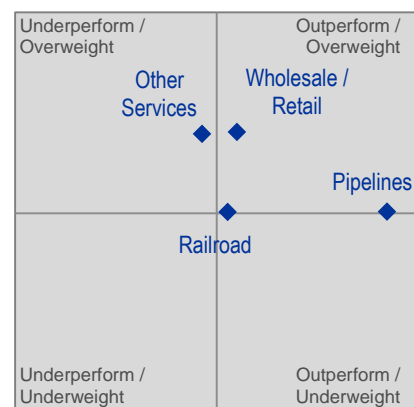 Underperform /
Overweight
Outperform /
Overweight
Other
Services
Wholesale /
Retail
Pipelines
Railroad
Underperform /
Underweight
Outperform /
Underweight